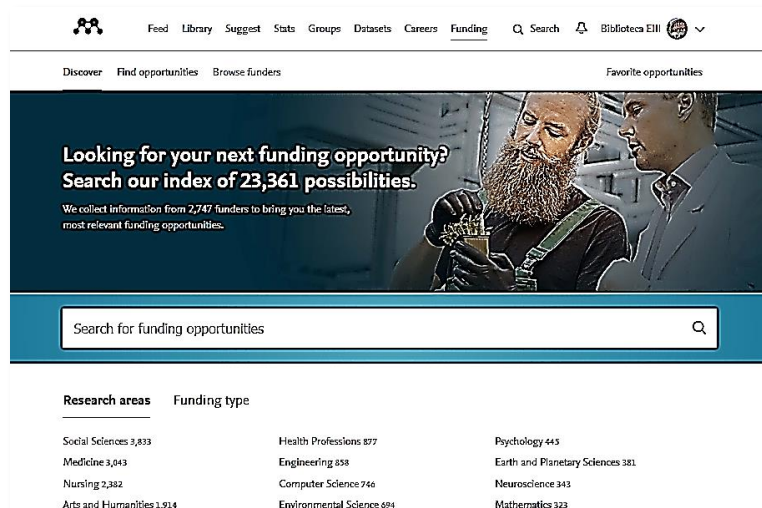 Feed Library Suggest Stats Groups Datasets Careers Funding Search Biblioteca EIII
Discover Find opportunities Browse funders Favorite opportunities
Looking for your next funding opportunity?
Search our index of 23,361 possibilities.
We collect information from 2,747 funders to bring you the latest,
most relevant funding opportunities.
Search for funding opportunities
Research areas Funding type
Social Sciences 3,833 Health Professions 877 Psychology 445
Medicine 3,043 Engineering 858 Earth and Planetary Sciences 381
Nursing 2,382 Computer Science 746 Neuroscience 343
Arts and Humanities 1,914 Environmental Science 694 Mathematics 323